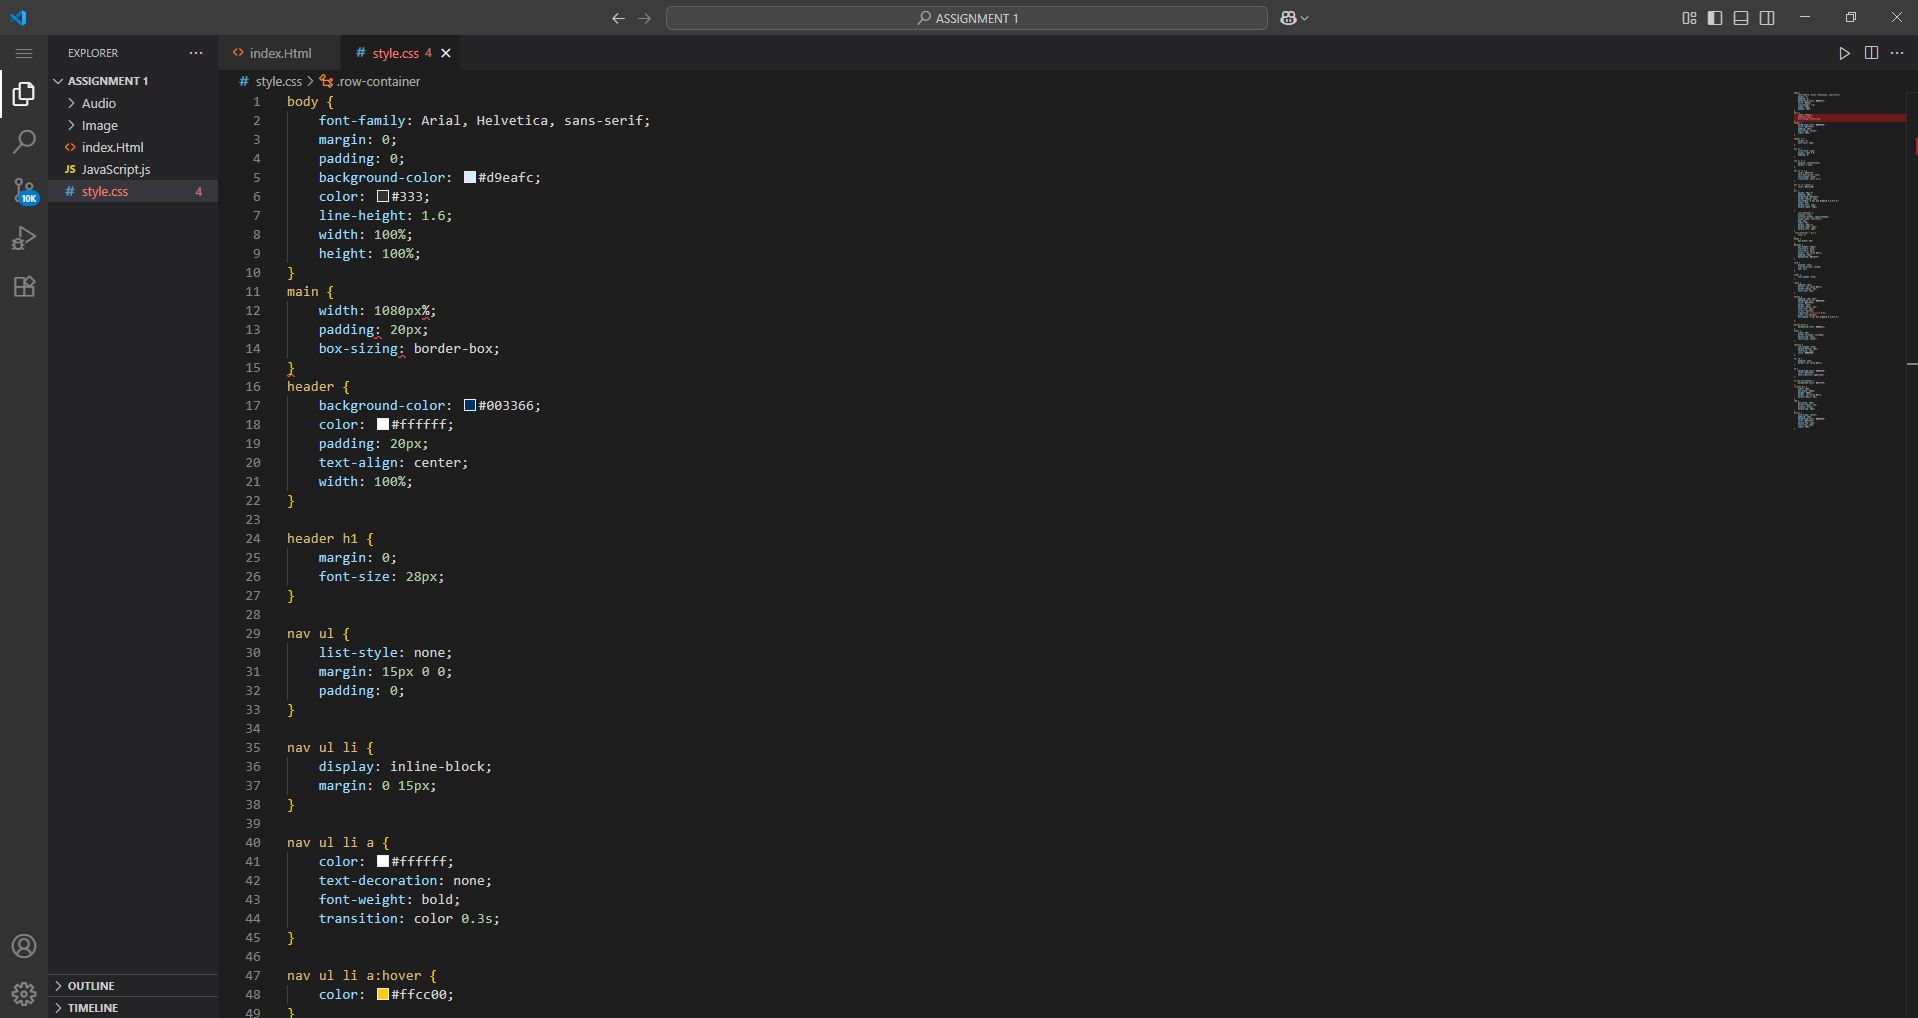 ASSIGNMENT 1
EXPLORER
ASSIGNMENT 1
Audio
Image
index.Html
JS JavaScript.js
# style.css 4
10K
OUTLINE
TIMELINE
index.Html
# style.css 4
# style.css > .row-container
1 body {
2 font-family: Arial, Helvetica, sans-serif;
3 margin: 0;
4 padding: 0;
5 background-color: #d9eafc;
6 color: #333;
7 line-height: 1.6;
8 width: 100%;
9 height: 100%;
10 }
11 main {
12 width: 1080px%;
13 padding: 20px;
14 box-sizing: border-box;
15 }
16 header {
17 background-color: #003366;
18 color: #ffffff;
19 padding: 20px;
20 text-align: center;
21 width: 100%;
22 }
23
24 header h1 {
25 margin: 0;
26 font-size: 28px;
27 }
28
29 nav ul {
30 list-style: none;
31 margin: 15px 0 0;
32 padding: 0;
33 }
34
35 nav ul li {
36 display: inline-block;
37 margin: 0 15px;
38 }
39
40 nav ul li a {
41 color: #ffffff;
42 text-decoration: none;
43 font-weight: bold;
44 transition: color 0.3s;
45 }
46
47 nav ul li a:hover {
48 color: #ffcc00;
49 }